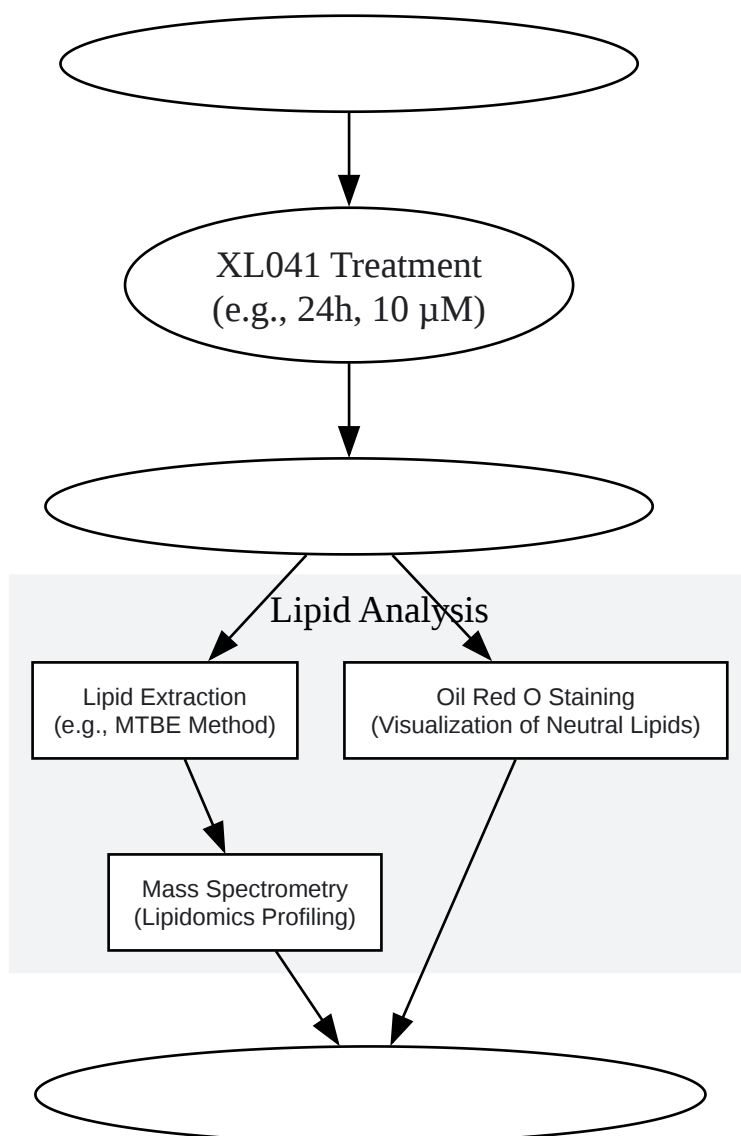 XL041 Treatment
(e.g., 24h, 10 µM)
Lipid Analysis
Lipid Extraction
(e.g., MTBE Method)
Oil Red O Staining
(Visualization of Neutral Lipids)
Mass Spectrometry
(Lipidomics Profiling)